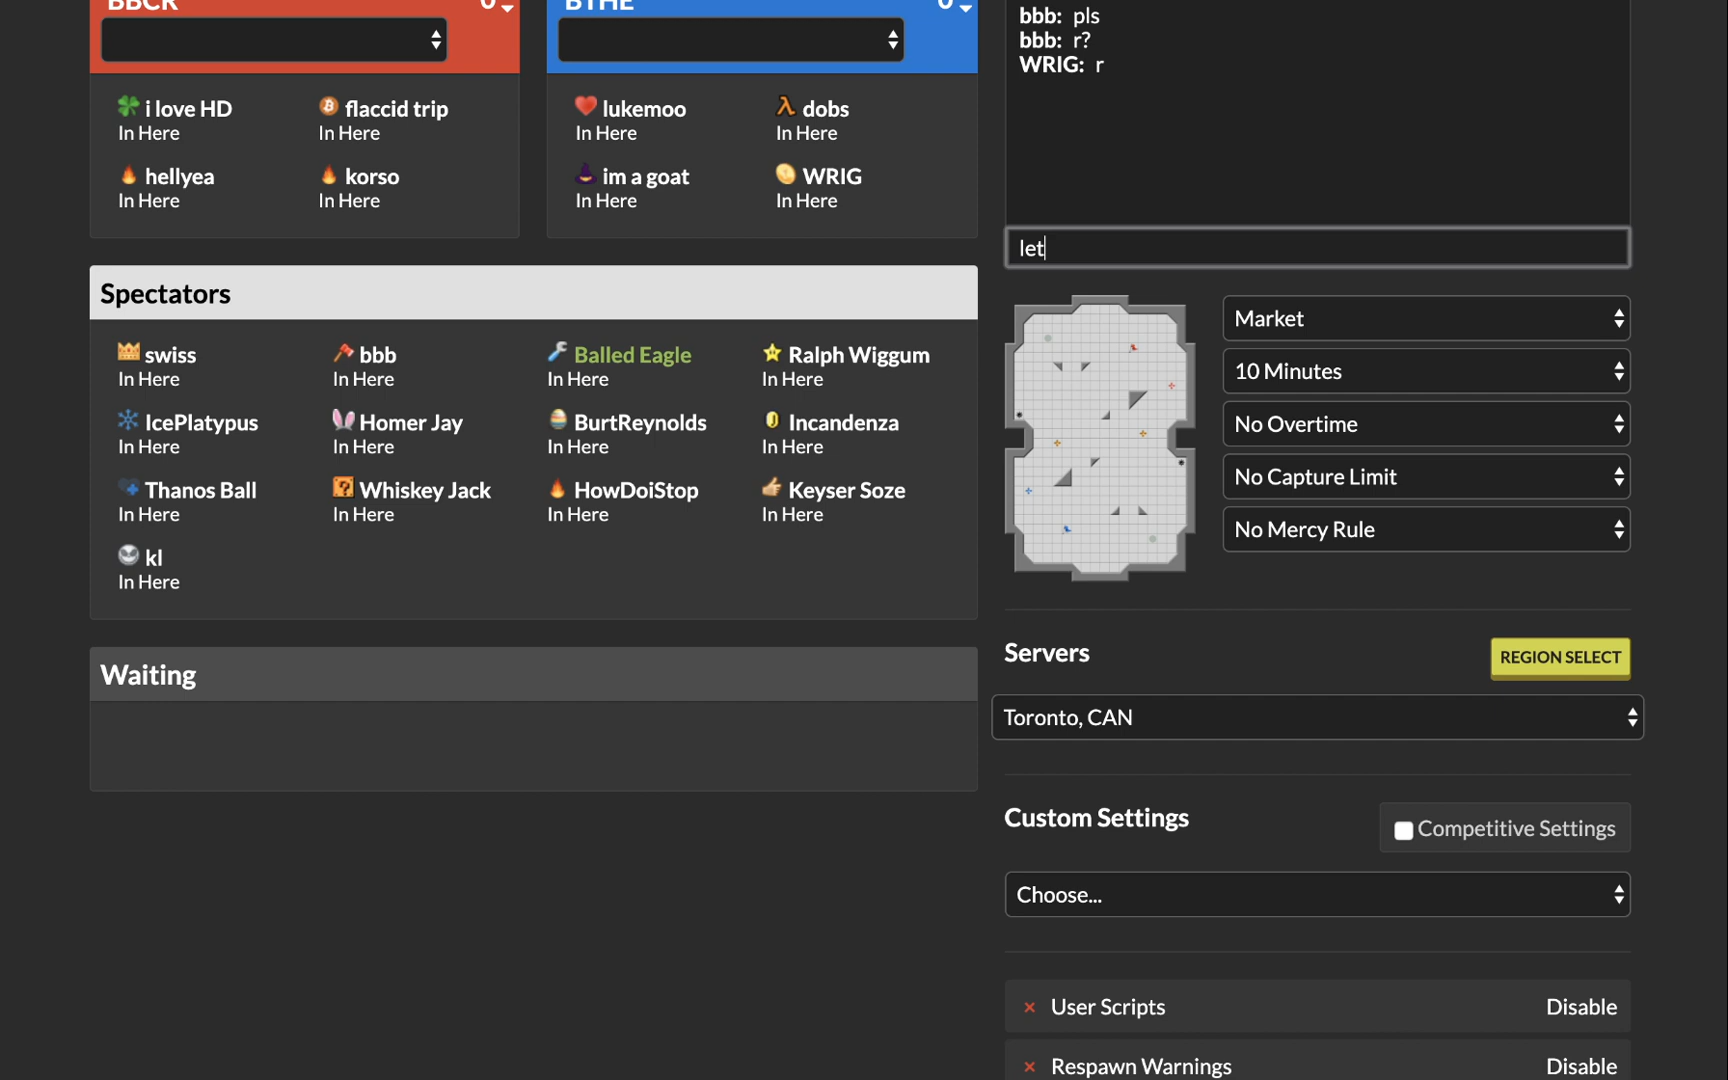 BBCR 0
BTHE 0
i love HD
In Here
flaccid trip
In Here
hellyea
In Here
korso
In Here
lukemoo
In Here
dobs
In Here
im a goat
In Here
WRIG
In Here
Spectators
swiss
In Here
bbb
In Here
Balled Eagle
In Here
Ralph Wiggum
In Here
IcePlatypus
In Here
Homer Jay
In Here
BurtReynolds
In Here
Incandenza
In Here
Thanos Ball
In Here
Whiskey Jack
In Here
HowDoiStop
In Here
Keyser Soze
In Here
kl
In Here
Waiting
bbb: pls
bbb: r?
WRIG: r
let
Market
10 Minutes
No Overtime
No Capture Limit
No Mercy Rule
Servers
REGION SELECT
Toronto, CAN
Custom Settings
Competitive Settings
Choose...
User Scripts Disable
Respawn Warnings Disable